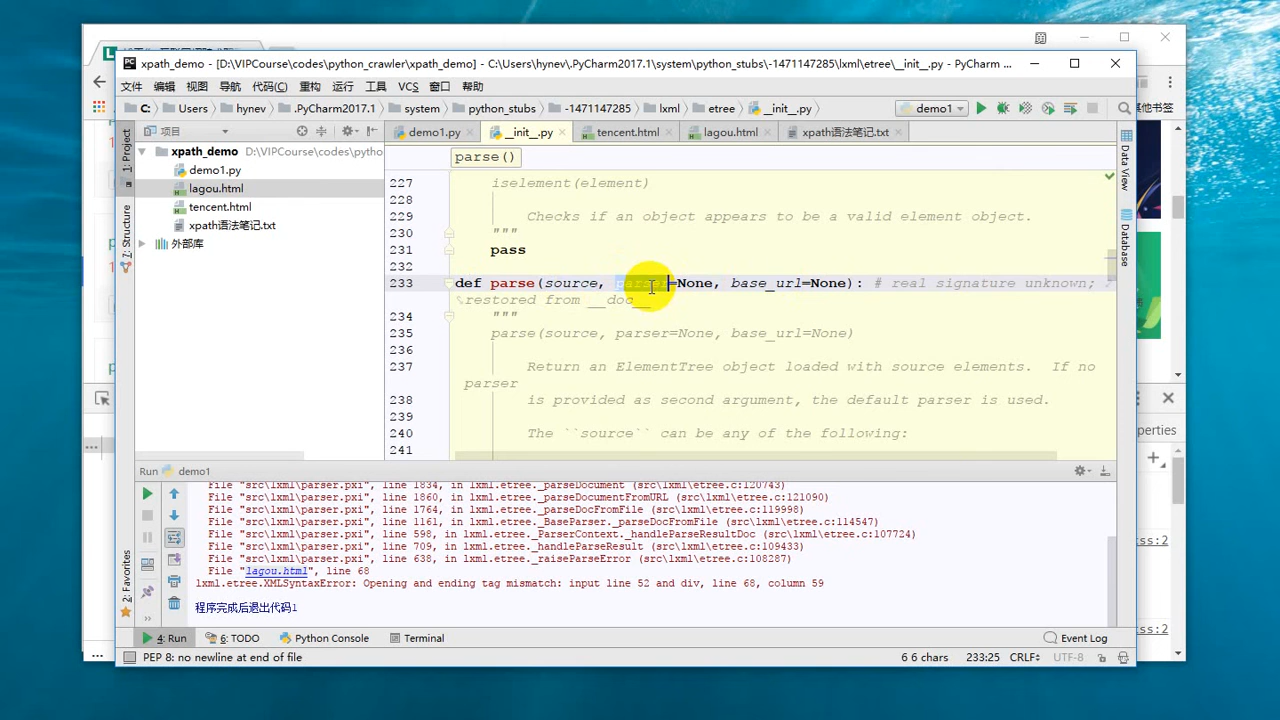 xpath_demo - [D:\VIPCourse\codes\python_crawler\xpath_demo] - C:\Users\hynev\.PyCharm2017.1\system\python_stubs\-1471147285\lxml\etree\__init__.py - PyCharm ...
文件 编辑 视图 导航 代码(C) 重构 运行 工具 VCS 窗口 帮助
C: Users hynev .PyCharm2017.1 system python_stubs -1471147285 lxml etree __init__.py demo1
其他书签
项目 demo1.py __init__.py tencent.html lagou.html xpath语法笔记.txt
1: Project
7: Structure
2: Favorites
Data View
Database
xpath_demo D:\VIPCourse\codes\pytho
demo1.py
lagou.html
tencent.html
xpath语法笔记.txt
外部库
parse()
227 iselement(element)
228
229 Checks if an object appears to be a valid element object.
230 """
231 pass
232
233 def parse(source, parser=None, base_url=None): # real signature unknown;
restored from __doc__
234 """
235 parse(source, parser=None, base_url=None)
236
237 Return an ElementTree object loaded with source elements. If no
parser
238 is provided as second argument, the default parser is used.
239
240 The ``source`` can be any of the following:
241
Run demo1
File "src\lxml\parser.pxi", line 1834, in lxml.etree._parseDocument (src\lxml\etree.c:120743)
File "src\lxml\parser.pxi", line 1860, in lxml.etree._parseDocumentFromURL (src\lxml\etree.c:121090)
File "src\lxml\parser.pxi", line 1764, in lxml.etree._parseDocFromFile (src\lxml\etree.c:119998)
File "src\lxml\parser.pxi", line 1161, in lxml.etree._BaseParser._parseDocFromFile (src\lxml\etree.c:114547)
File "src\lxml\parser.pxi", line 598, in lxml.etree._ParserContext._handleParseResultDoc (src\lxml\etree.c:107724)
File "src\lxml\parser.pxi", line 709, in lxml.etree._handleParseResult (src\lxml\etree.c:109433)
File "src\lxml\parser.pxi", line 638, in lxml.etree._raiseParseError (src\lxml\etree.c:108287)
File "lagou.html", line 68
lxml.etree.XMLSyntaxError: Opening and ending tag mismatch: input line 52 and div, line 68, column 59
程序完成后退出代码1
4: Run 6: TODO Python Console Terminal Event Log
PEP 8: no newline at end of file 6 6 chars 233:25 CRLF UTF-8
perties
css:2
ss:2